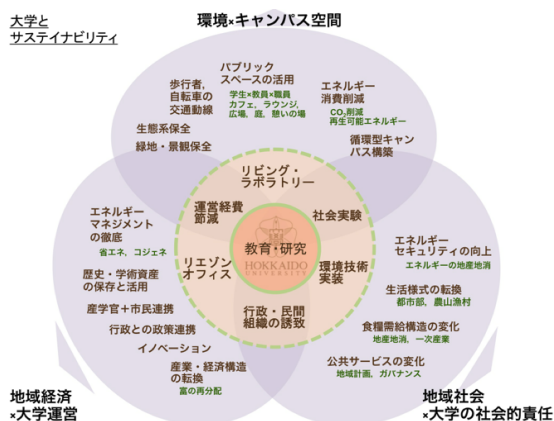 大学と
サステイナビリティ
環境×キャンパス空間
パブリック
スペースの活用
学生×教員×職員
カフェ、ラウンジ,
広場, 庭, 憩いの場
歩行者,
自転車の
交通動線
生態系保全
緑地・景観保全
エネルギー
消費削減
CO₂削減
再生可能エネルギー
循環型キャン
パス構築
リビング・
ラボラトリー
運営経費
節減
社会実験
教育・研究
HOKKAIDO
UNIVERSITY
リエゾン
オフィス
環境技術
実装
行政・民間
組織の誘致
エネルギー
マネジメント
の徹底
省エネ, コジェネ
歴史・学術資産
の保存と活用
産学官+市民連携
行政との政策連携
イノベーション
産業・経済構造
の転換
富の再分配
エネルギー
セキュリティの向上
エネルギーの地産地消
生活様式の転換
都市部, 農山漁村
食糧需給構造の変化
地産地消, 一次産業
公共サービスの変化
地域計画, ガバナンス
地域経済
×大学運営
地域社会
×大学の社会的責任